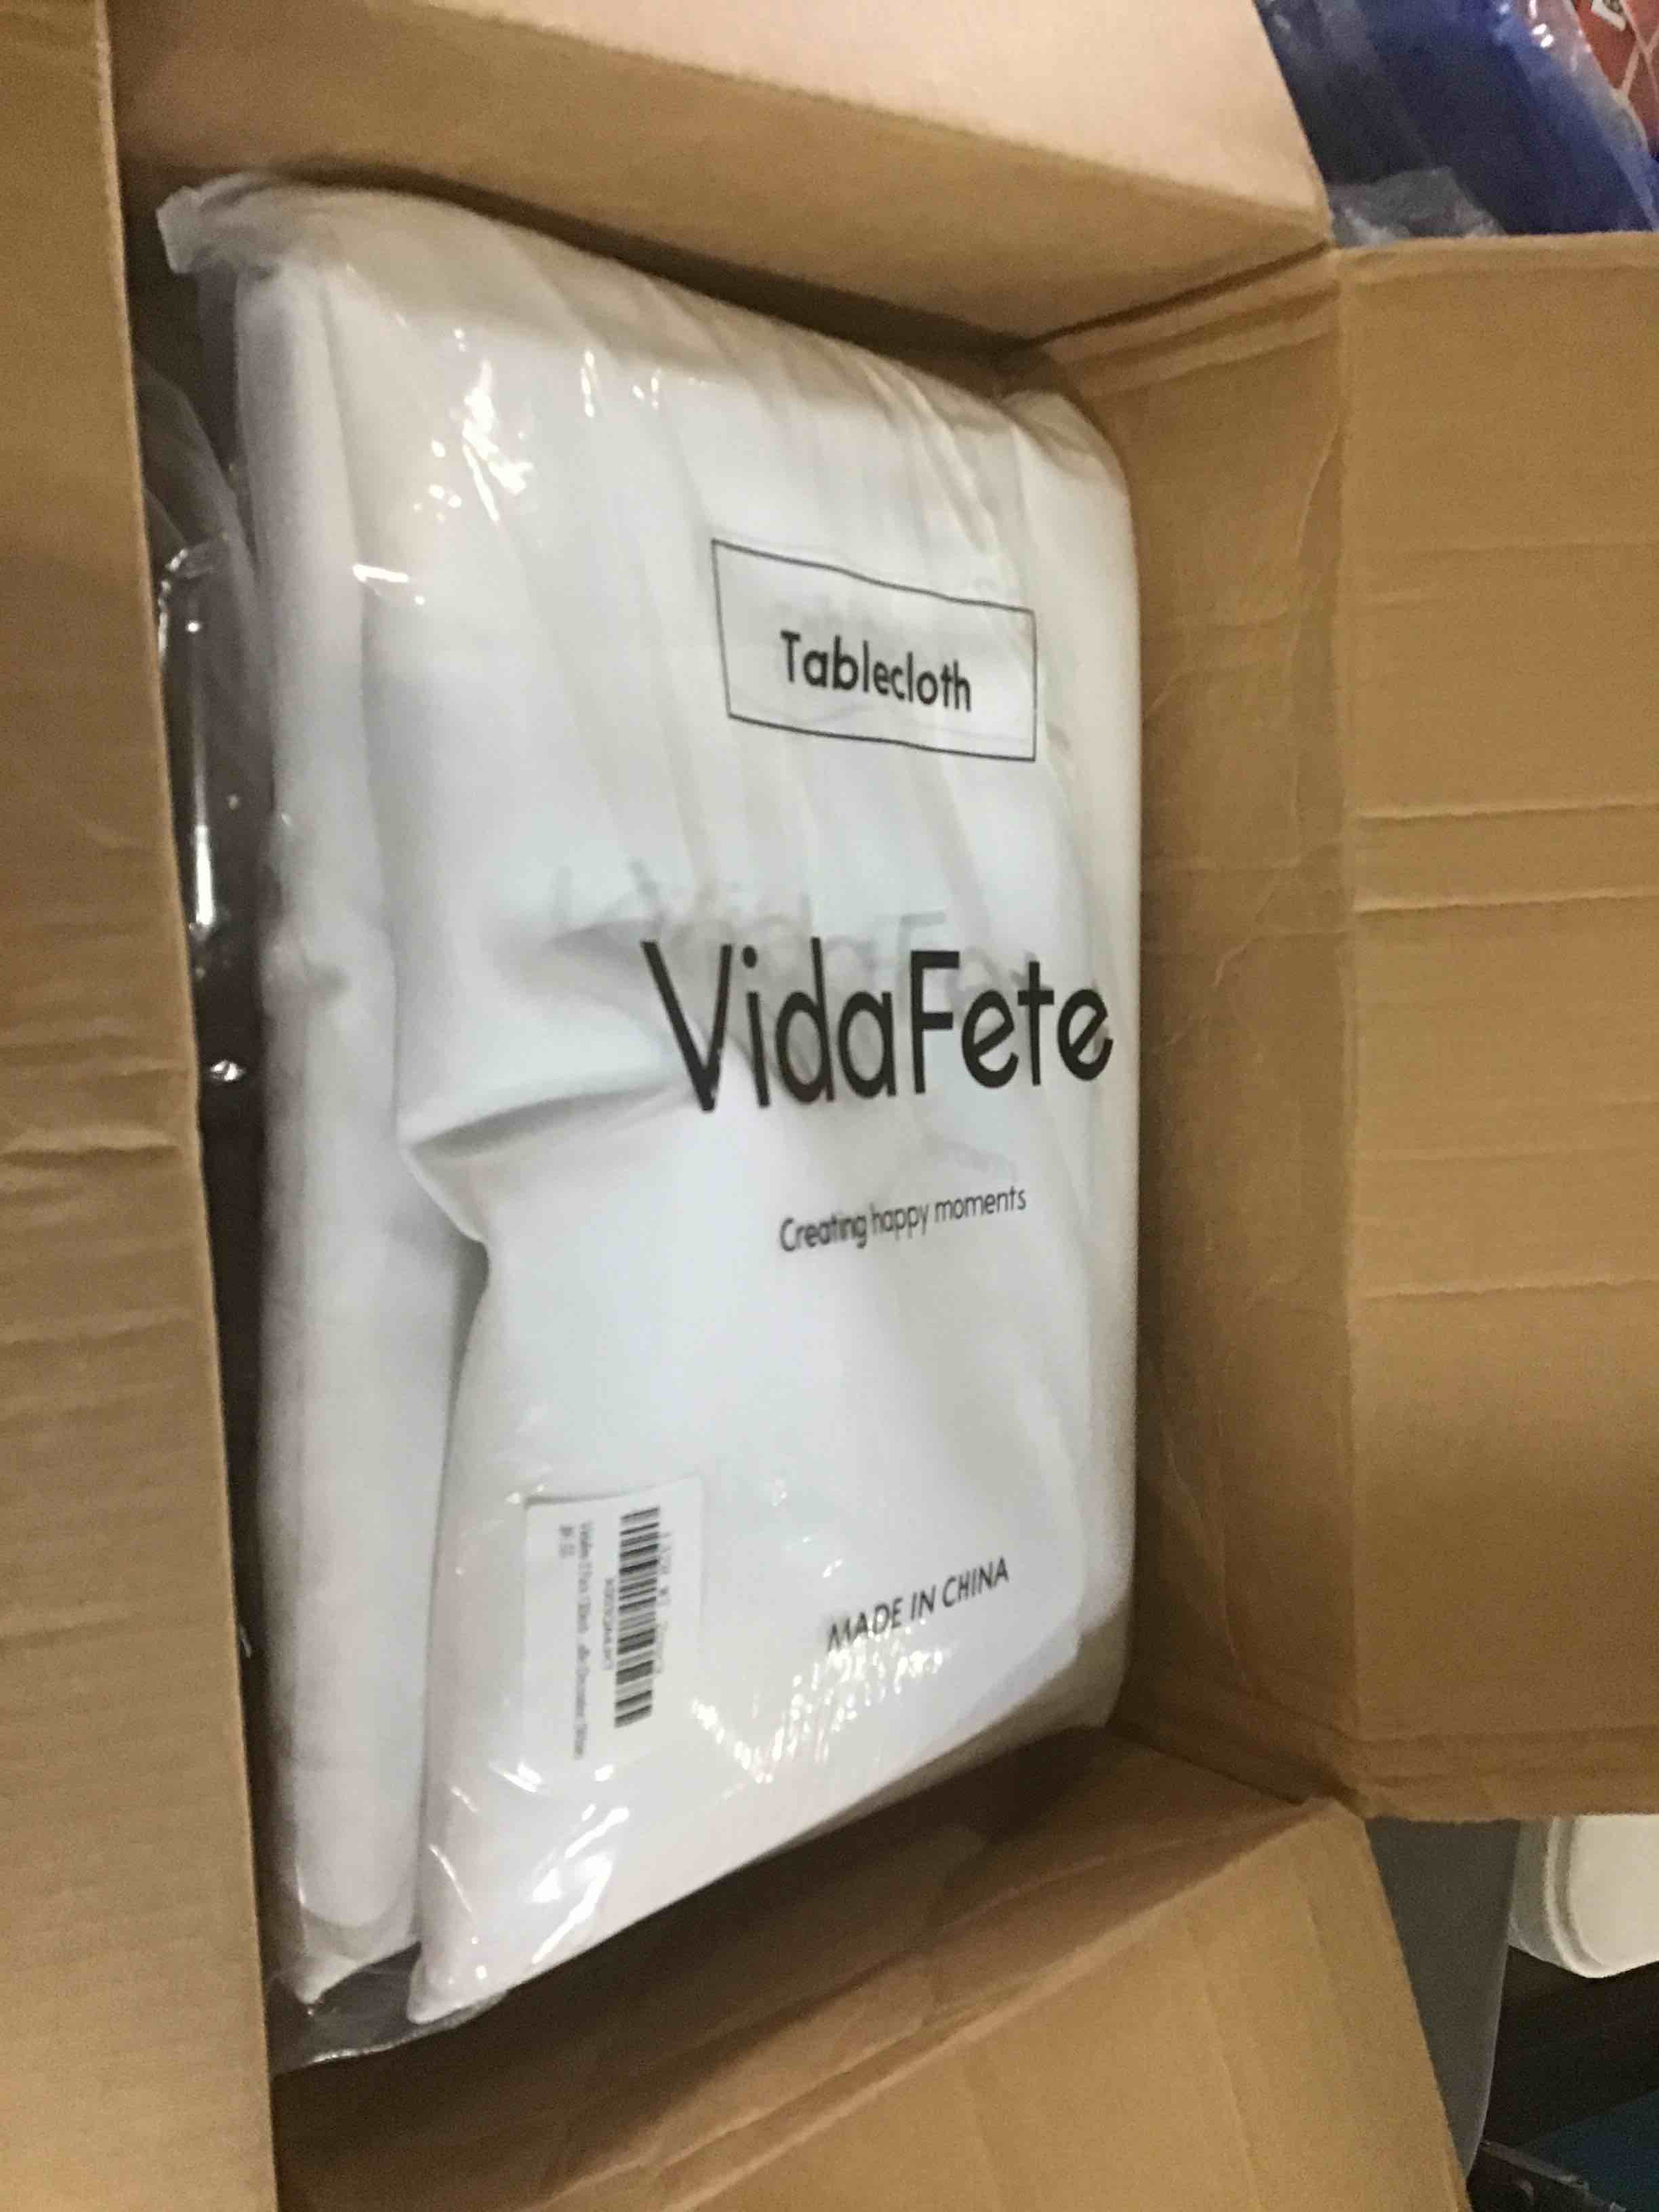 Tablecloth
VidaFete
Creating happy moments
MADE IN CHINA